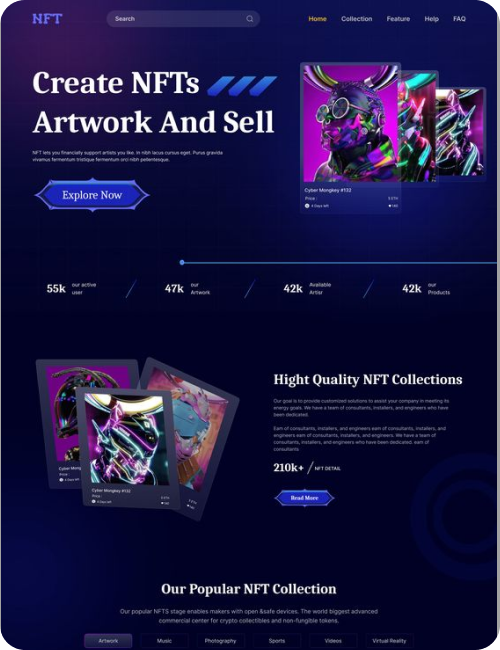 NFT
Search
Home Collection Feature Help FAQ
Create NFTs
Artwork And Sell
NFT lets you financially support artists you like. In nibh lacus cursus eget. Purus gravida
vivamus fermentum tristique fermentum orci nibh pellentesque.
Explore Now
Cyber Mongkey #132
Price :
4 Days left
55k our active
user
47k our
Artwork
42k Available
Artist
42k our
Products
Cyber Mongkey #132
Price :
4 Days left
Hight Quality NFT Collections
Our goal is to provide customized solutions to assist your company in meeting its
energy goals. We have a team of consultants, installers, and engineers who have
been dedicated.
Eam of consultants, installers, and engineers eam of consultants, installers, and
engineers eam of consultants, installers, and engineers. We have a team of
consultants, installers, and engineers who have been dedicated. eam of
consultants
210k+ / NFT DETAIL
Read More
Our Popular NFT Collection
Our popular NFTS stage enables makers with open &safe devices. The world biggest advanced
commercial center for crypto collectibles and non-fungible tokens.
Artwork Music Photography Sports Videos Virtual Reality